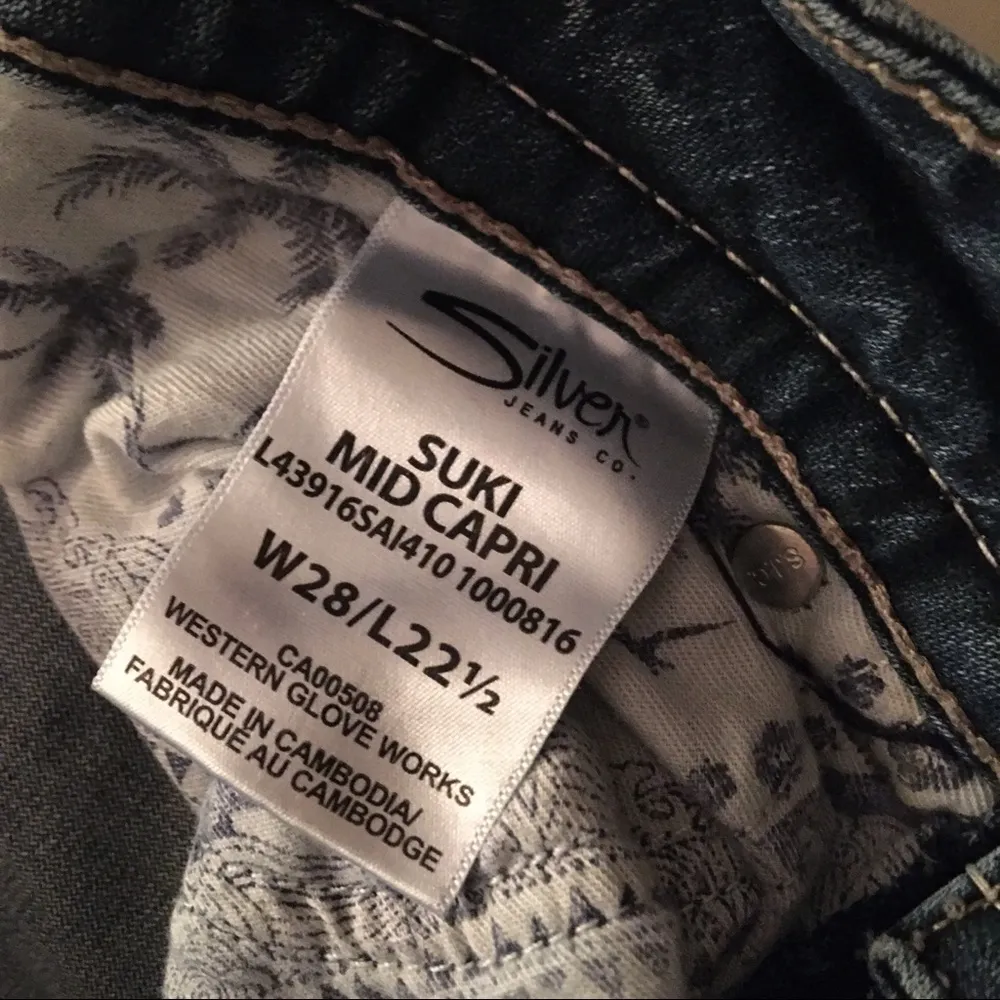 Silver®
JEANS CO.
SUKI
MID CAPRI
L43916SAI410 1000816
W28/L22½
CA00508
WESTERN GLOVE WORKS
MADE IN CAMBODIA/
FABRIQUE AU CAMBODGE